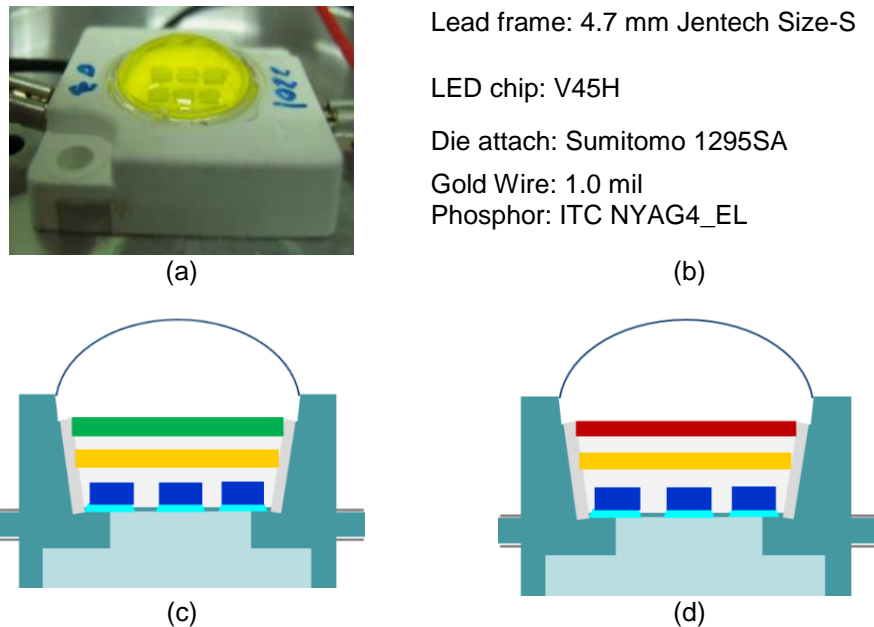 Lead frame: 4.7 mm Jentech Size-S
LED chip: V45H
Die attach: Sumitomo 1295SA
Gold Wire: 1.0 mil
Phosphor: ITC NYAG4_EL
(a)
(b)
(c)
(d)